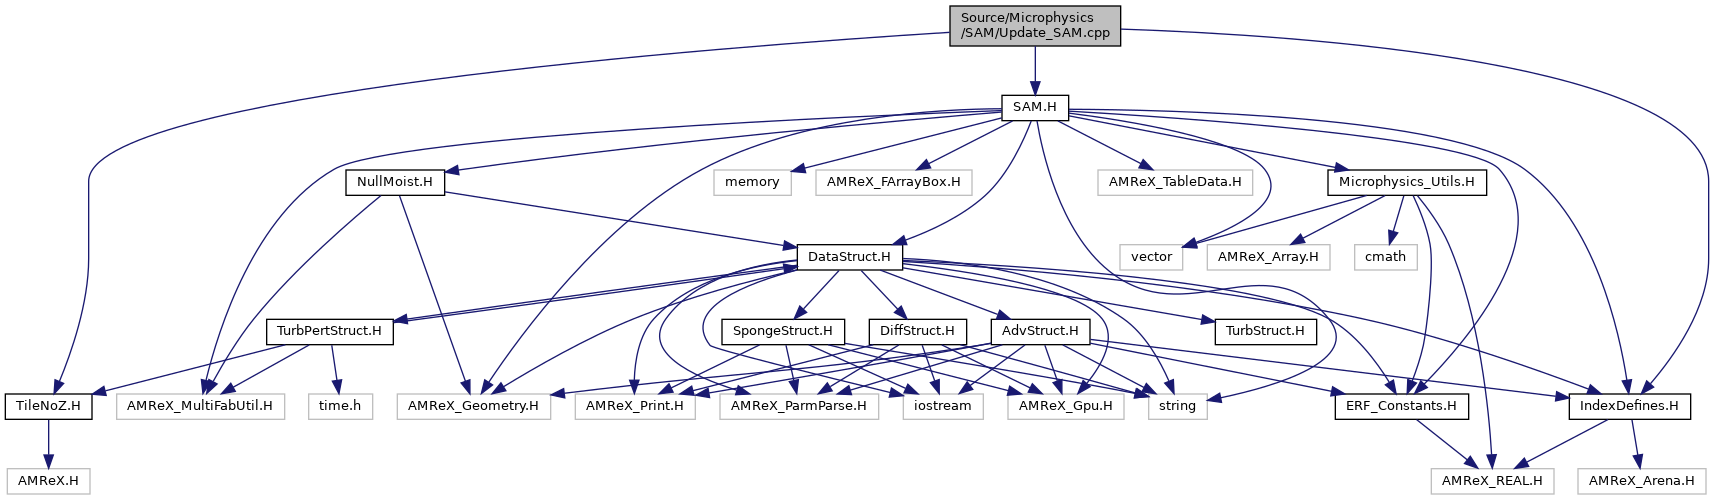 Source/Microphysics
/SAM/Update_SAM.cpp
SAM.H
NullMoist.H
memory
AMReX_FArrayBox.H
AMReX_TableData.H
Microphysics_Utils.H
DataStruct.H
vector
AMReX_Array.H
cmath
TurbPertStruct.H
SpongeStruct.H
DiffStruct.H
AdvStruct.H
TurbStruct.H
TileNoZ.H
AMReX_MultiFabUtil.H
time.h
AMReX_Geometry.H
AMReX_Print.H
AMReX_ParmParse.H
iostream
AMReX_Gpu.H
string
ERF_Constants.H
IndexDefines.H
AMReX.H
AMReX_REAL.H
AMReX_Arena.H